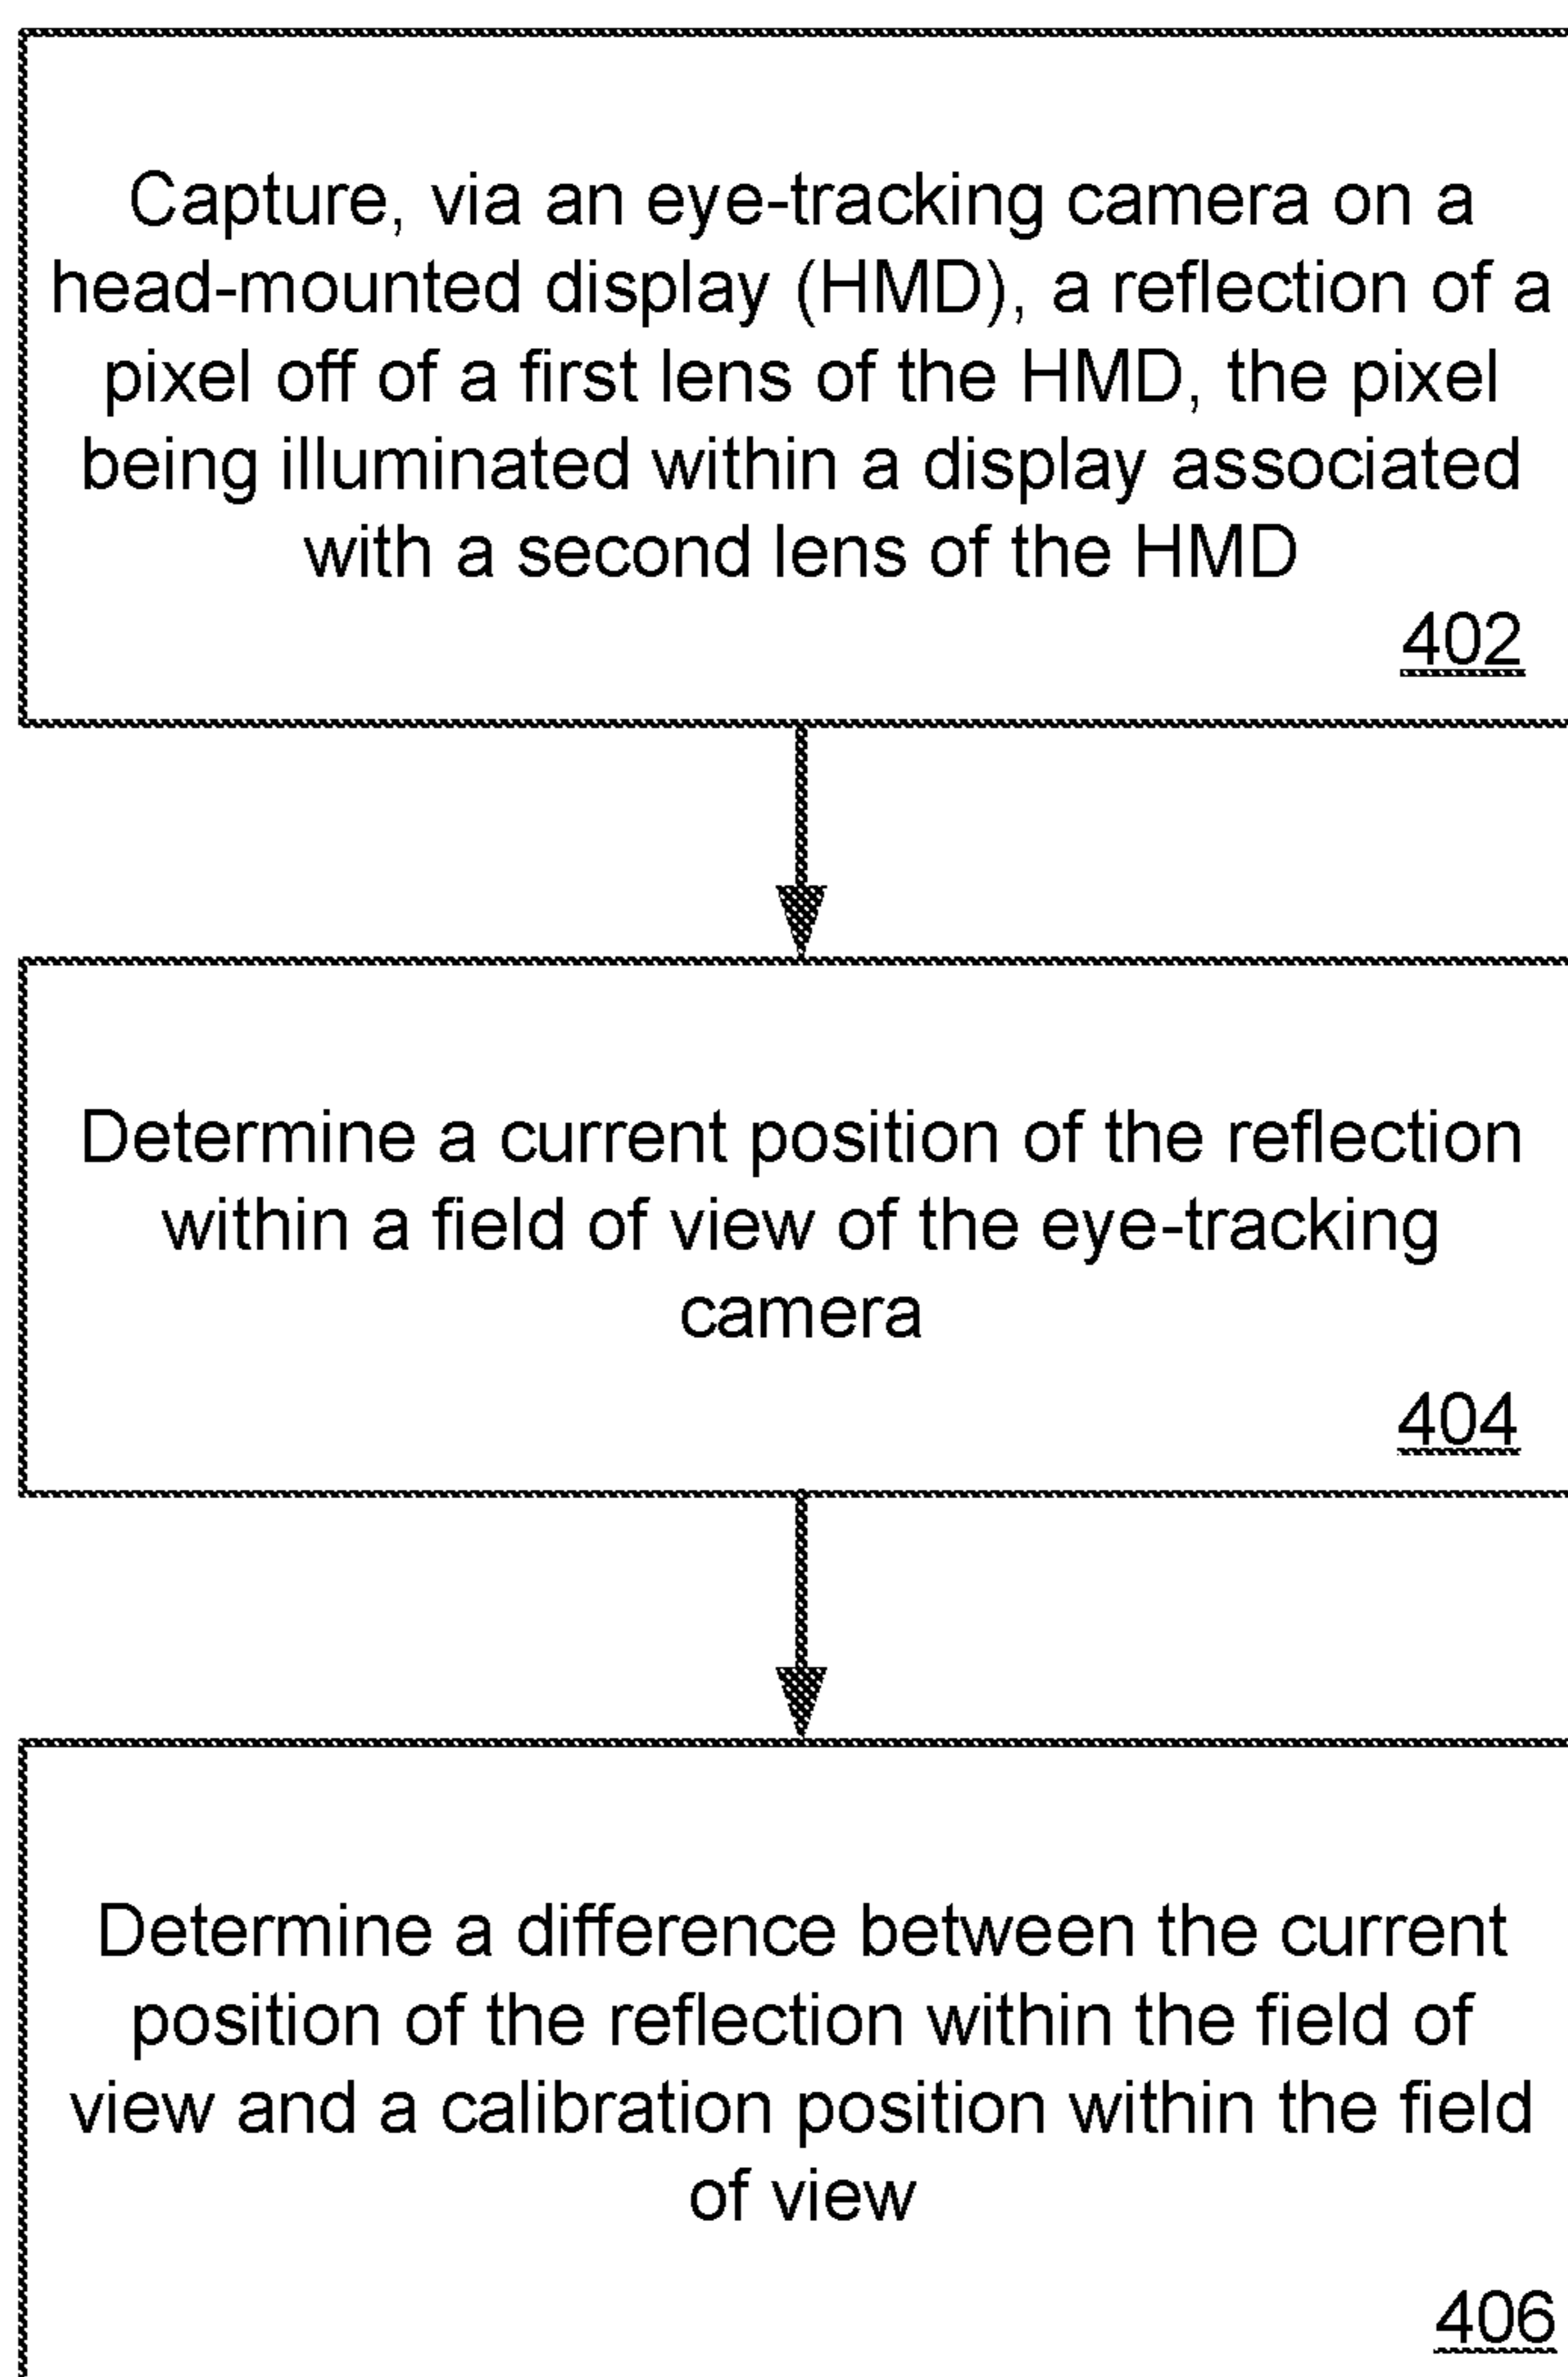 Capture, via an eye-tracking camera on a
head-mounted display (HMD), a reflection of a
pixel off of a first lens of the HMD, the pixel
being illuminated within a display associated
with a second lens of the HMD
402
Determine a current position of the reflection
within a field of view of the eye-tracking
camera
404
Determine a difference between the current
position of the reflection within the field of
view and a calibration position within the field
of view
406